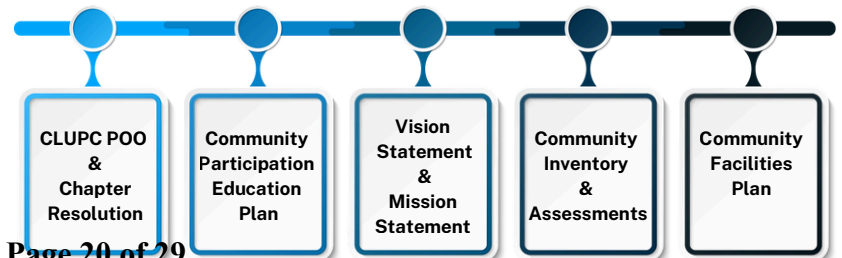 CLUPC POO
&
Chapter
Resolution
Community
Participation
Education
Plan
Vision
Statement
&
Mission
Statement
Community
Inventory
&
Assessments
Community
Facilities
Plan
Page 20 of 29